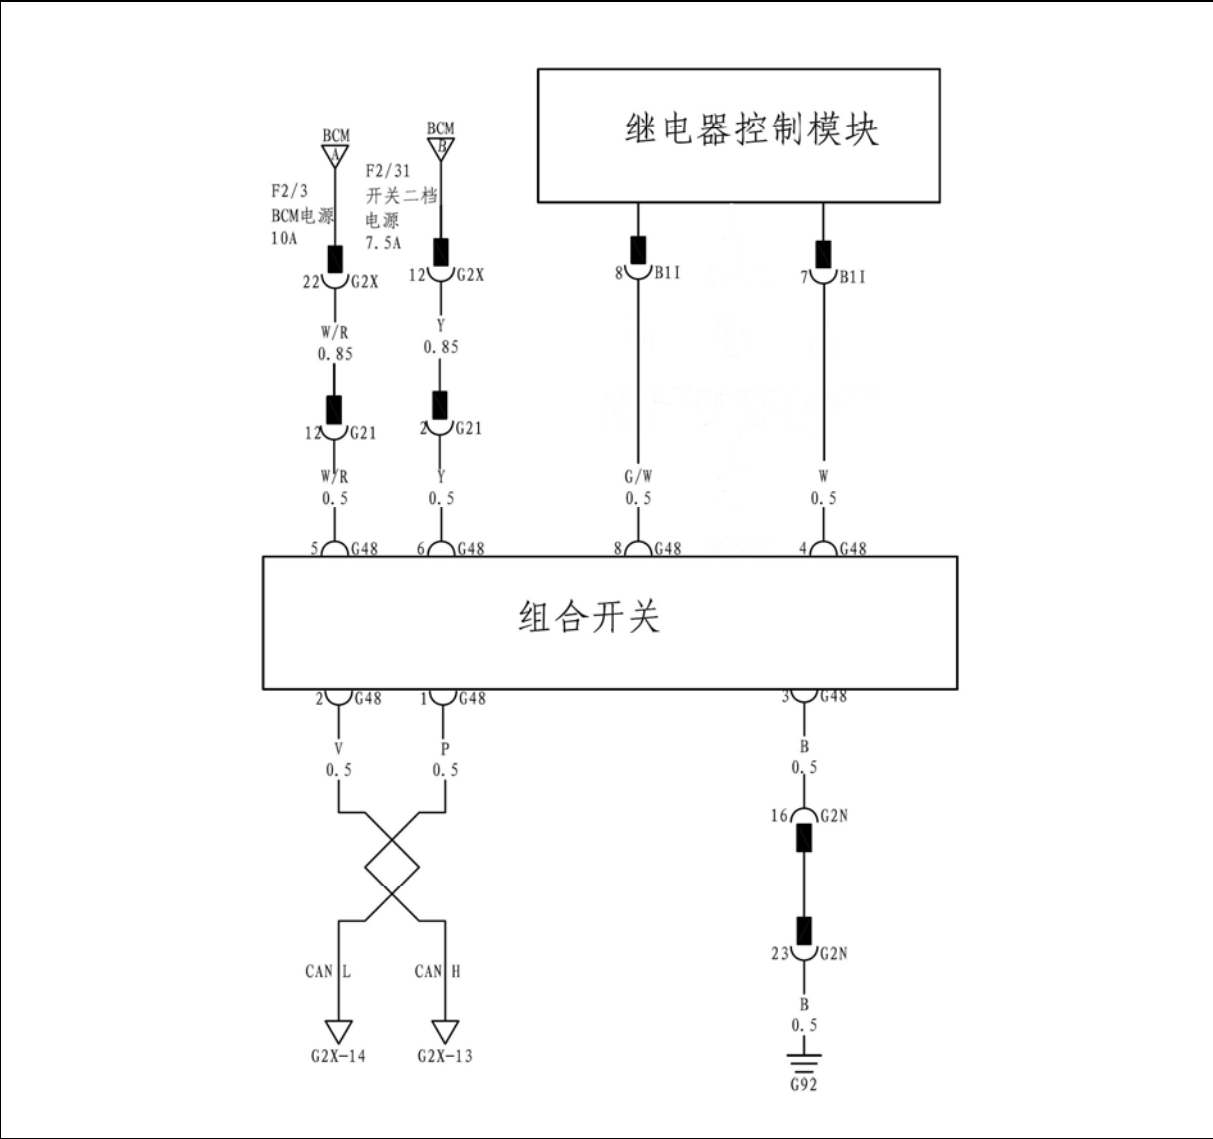 继电器控制模块
BCM
A
BCM
B
F2/3
BCM电源
10A
F2/31
开关二档
电源
7.5A
22 G2X
12 G2X
8 B1I
7 B1I
W/R
0.85
Y
0.85
12 G21
2 G21
W/R
0.5
Y
0.5
G/W
0.5
W
0.5
5 G48
6 G48
8 G48
4 G48
组合开关
2 G48
1 G48
3 G48
V
0.5
P
0.5
B
0.5
16 G2N
23 G2N
CAN L
CAN H
B
0.5
G2X-14
G2X-13
G92